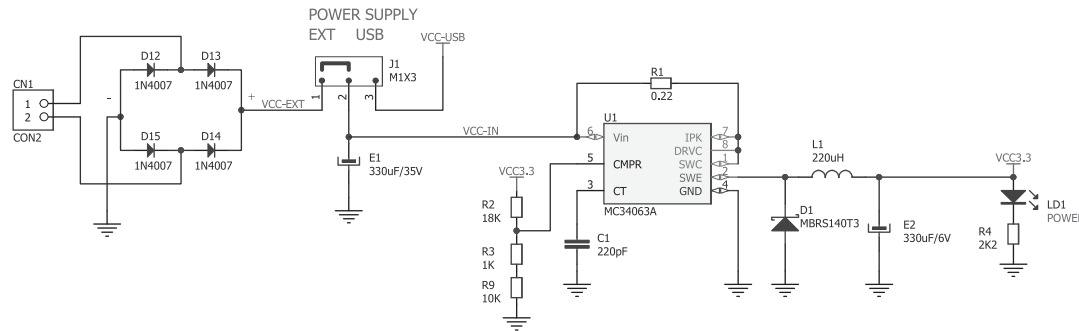 POWER SUPPLY
EXT USB
VCC-USB
J1
M1X3
1
2
3
D12
1N4007
D13
1N4007
CN1
1
2
CON2
-
+
VCC-EXT
D15
1N4007
D14
1N4007
E1
330uF/35V
VCC-IN
R1
0.22
U1
6
Vin
IPK
7
DRVC
8
5
CMPR
SWC
1
SWE
2
3
CT
GND
4
MC34063A
VCC3.3
R2
18K
R3
1K
R9
10K
C1
220pF
L1
220uH
D1
MBRS140T3
E2
330uF/6V
VCC3.3
LD1
POWER
R4
2K2